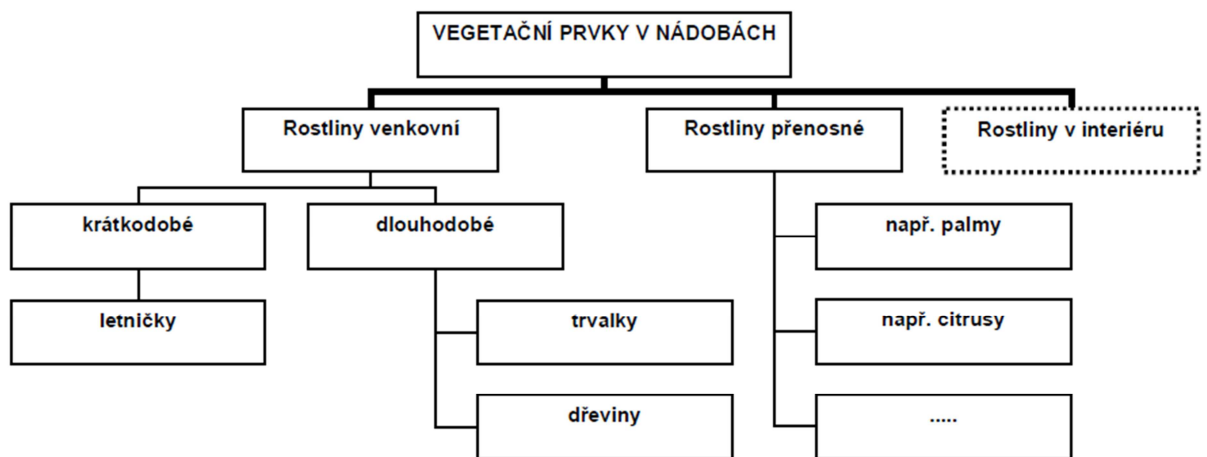 VEGETAČNÍ PRVKY V NÁDOBÁCH
Rostliny venkovní
Rostliny přenosné
Rostliny v interiéru
krátkodobé
dlouhodobé
např. palmy
letničky
trvalky
např. citrusy
dřeviny
.....